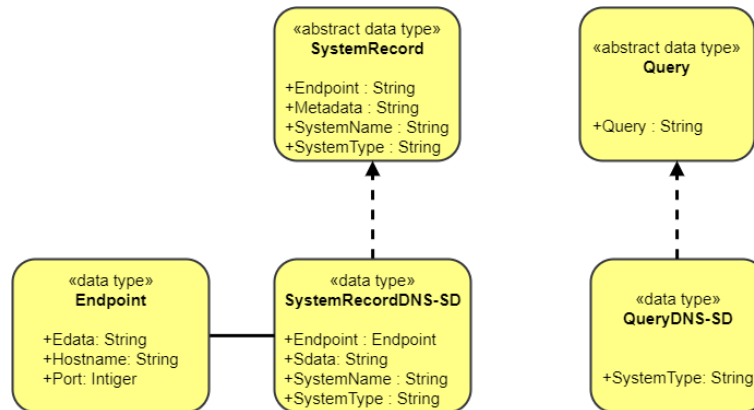 «abstract data type»
SystemRecord
+Endpoint : String
+Metadata : String
+SystemName : String
+SystemType : String
«abstract data type»
Query
+Query : String
«data type»
Endpoint
+Edata: String
+Hostname: String
+Port: Intiger
«data type»
SystemRecordDNS-SD
+Endpoint : Endpoint
+Sdata: String
+SystemName : String
+SystemType : String
«data type»
QueryDNS-SD
+SystemType: String